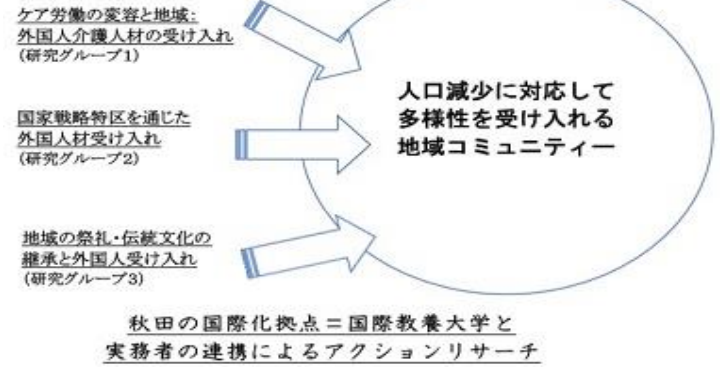 ケア労働の変容と地域:
外国人介護人材の受け入れ
(研究グループ1)
国家戦略特区を通じた
外国人材受け入れ
(研究グループ2)
地域の祭礼・伝統文化の
継承と外国人受け入れ
(研究グループ3)
人口減少に対応して
多様性を受け入れる
地域コミュニティー
秋田の国際化拠点=国際教養大学と
実務者の連携によるアクションリサーチ